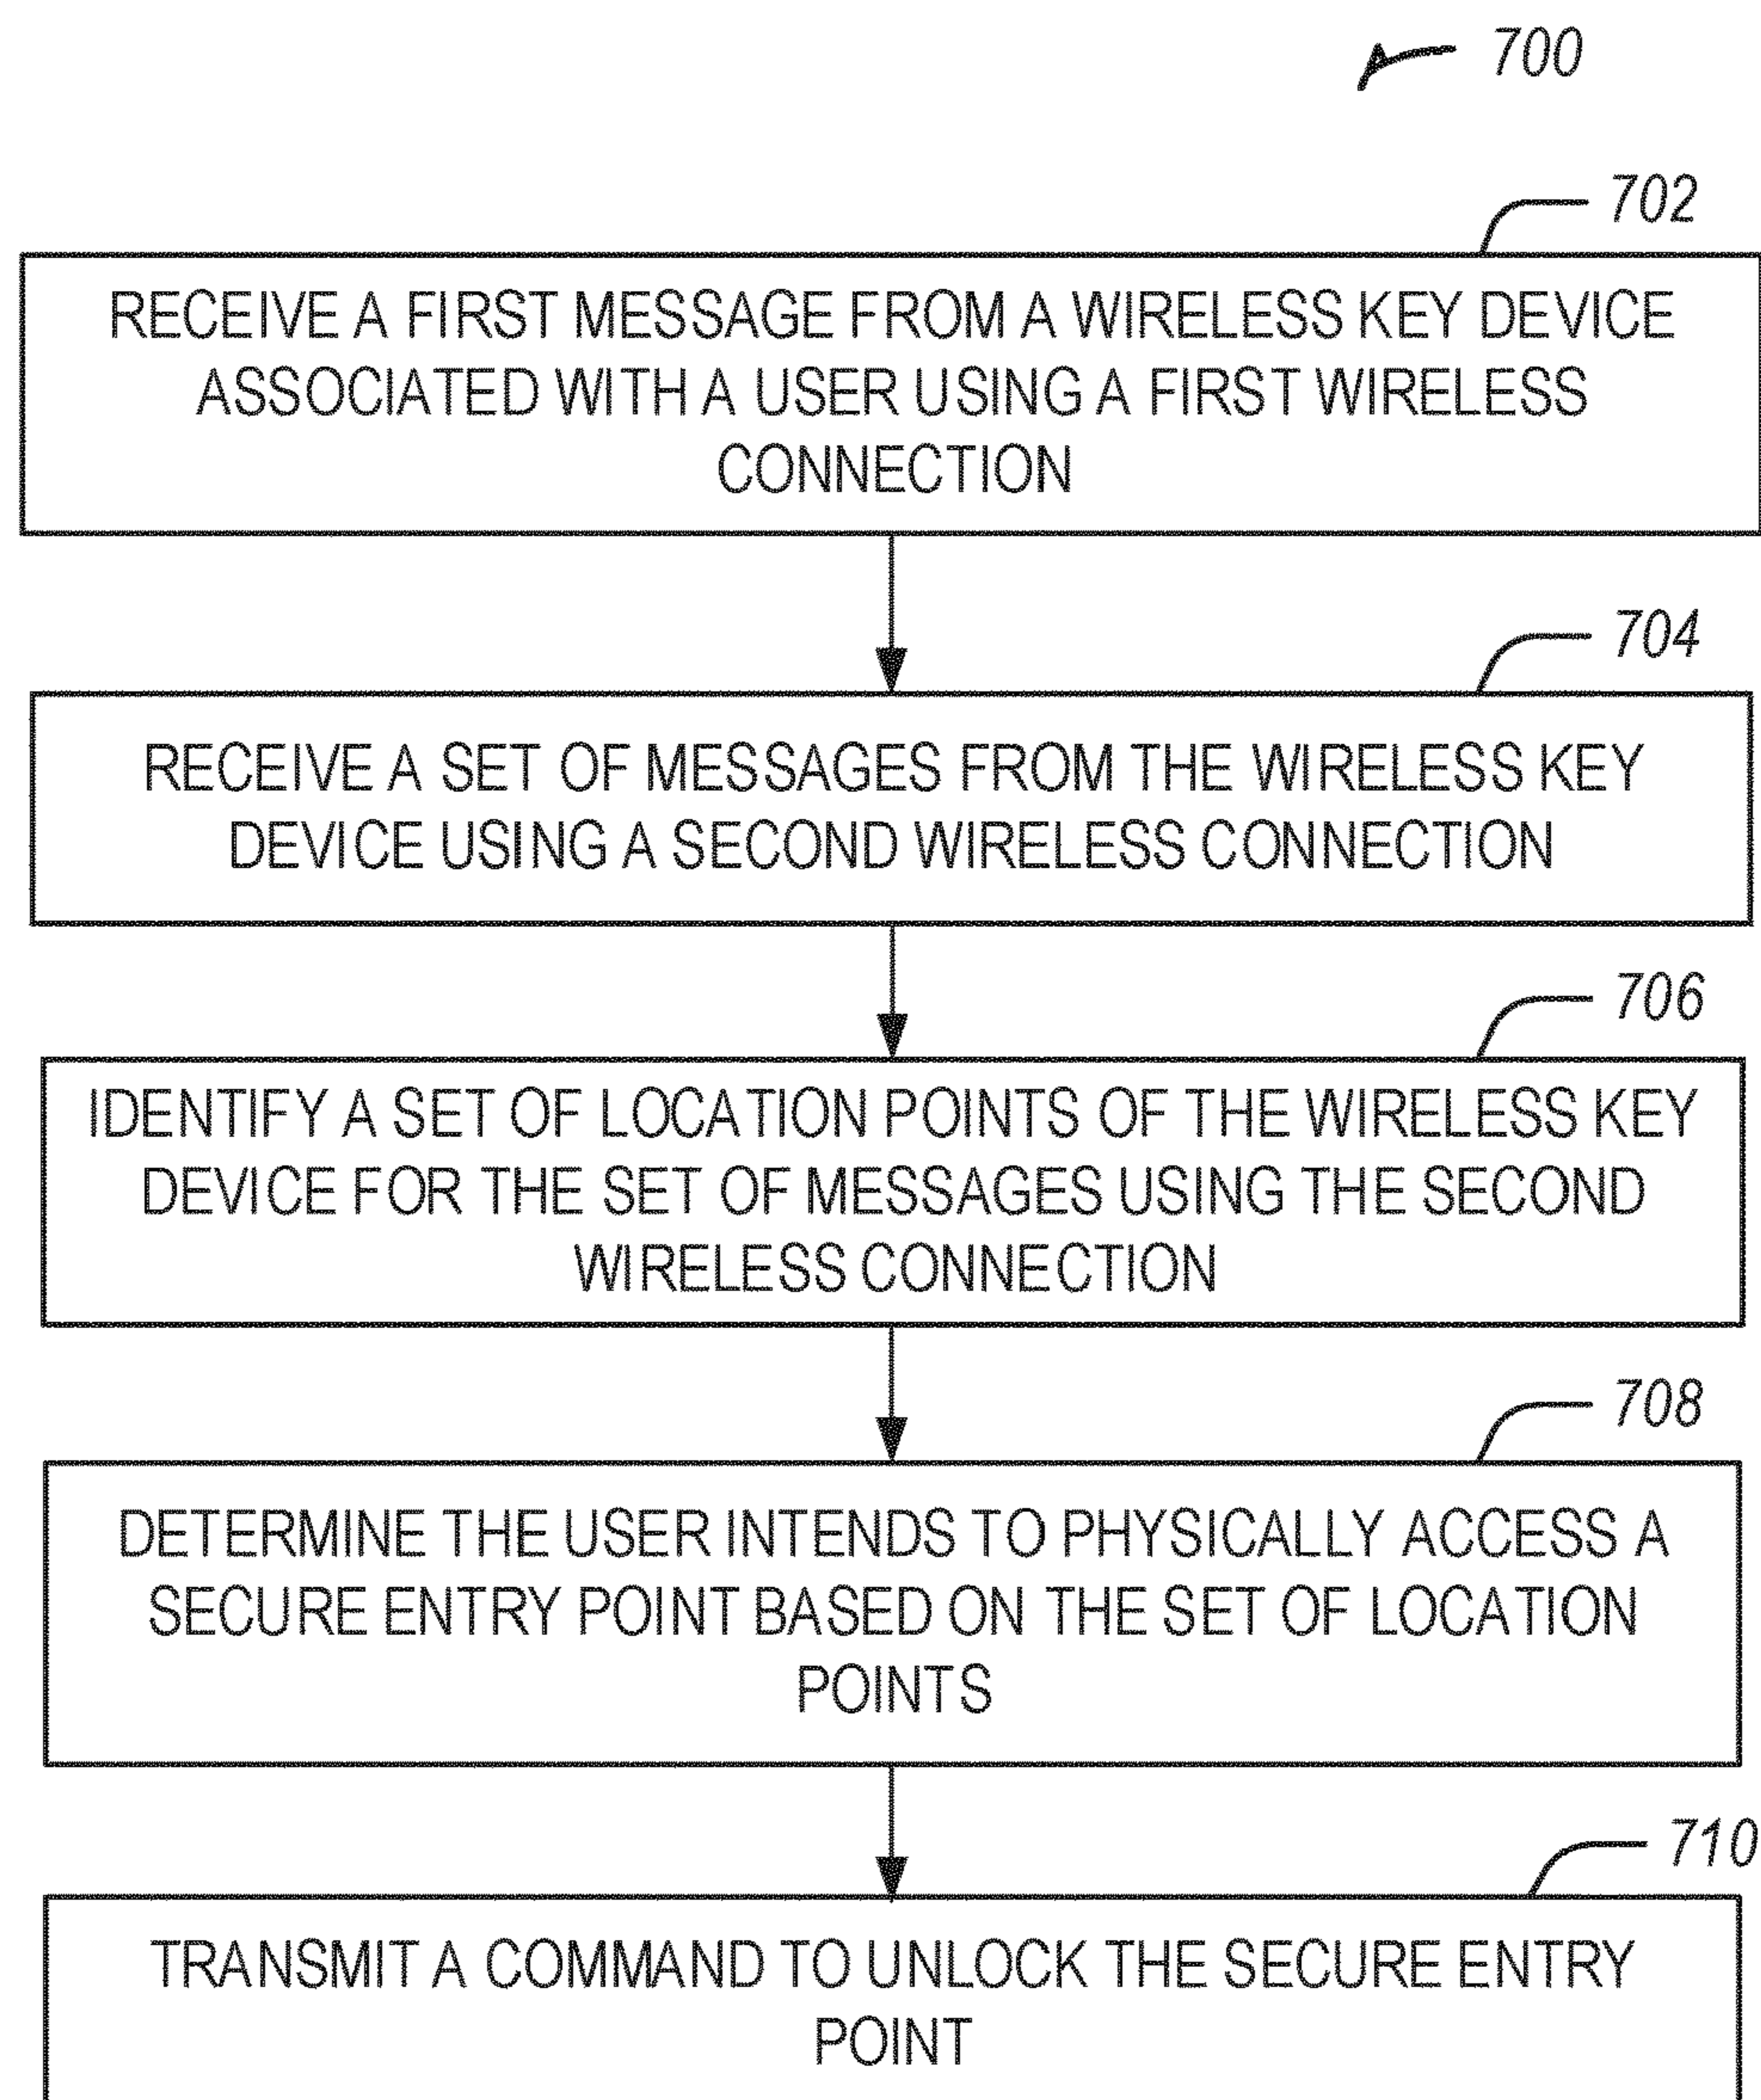 700
702
RECEIVE A FIRST MESSAGE FROM A WIRELESS KEY DEVICE
ASSOCIATED WITH A USER USING A FIRST WIRELESS
CONNECTION
704
RECEIVE A SET OF MESSAGES FROM THE WIRELESS KEY
DEVICE USING A SECOND WIRELESS CONNECTION
706
IDENTIFY A SET OF LOCATION POINTS OF THE WIRELESS KEY
DEVICE FOR THE SET OF MESSAGES USING THE SECOND
WIRELESS CONNECTION
708
DETERMINE THE USER INTENDS TO PHYSICALLY ACCESS A
SECURE ENTRY POINT BASED ON THE SET OF LOCATION
POINTS
710
TRANSMIT A COMMAND TO UNLOCK THE SECURE ENTRY
POINT